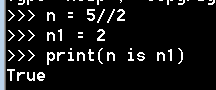 >>> n = 5//2
>>> n1 = 2
>>> print(n is n1)
True